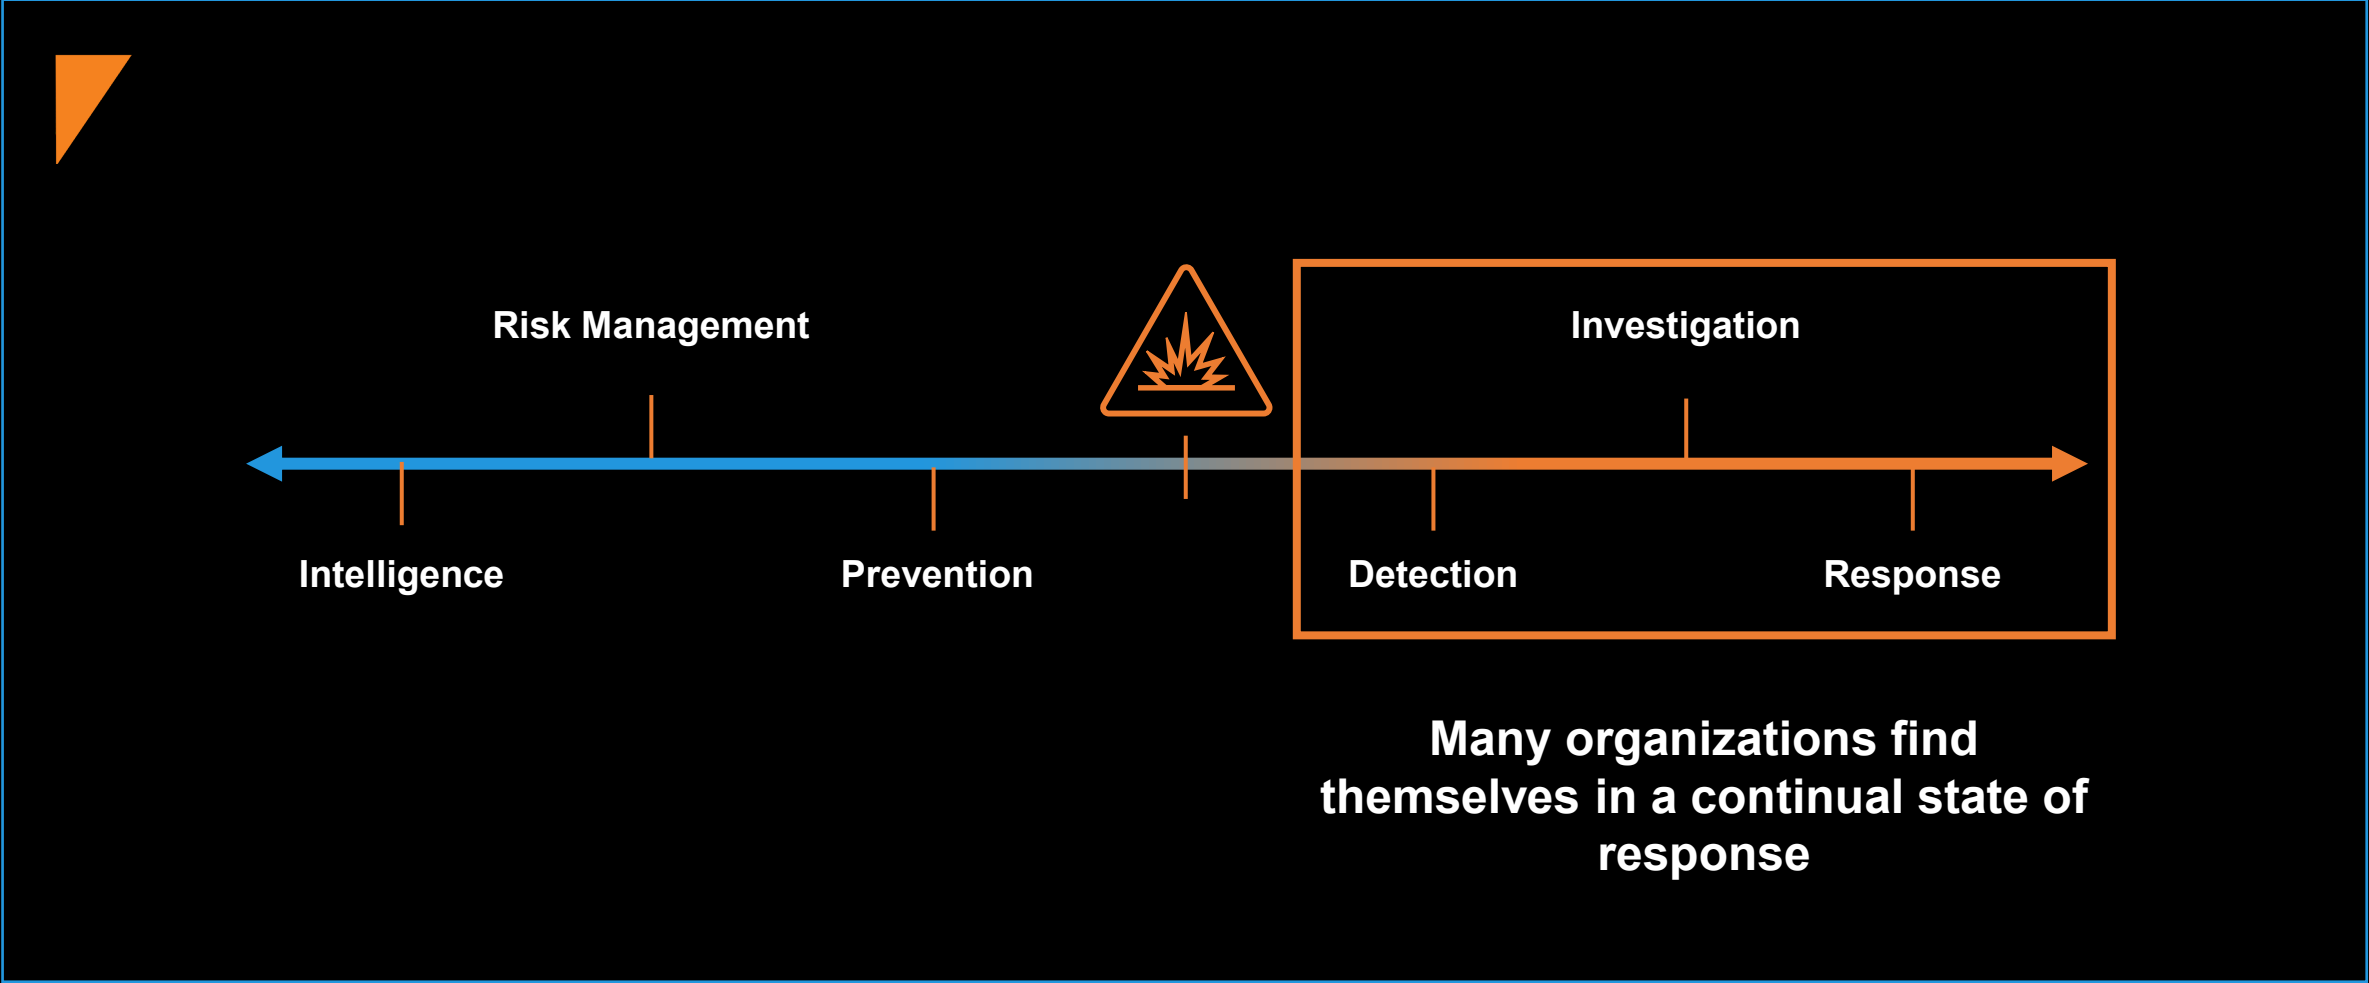 Risk Management
Investigation
Intelligence
Prevention
Detection
Response
Many organizations find
themselves in a continual state of
response